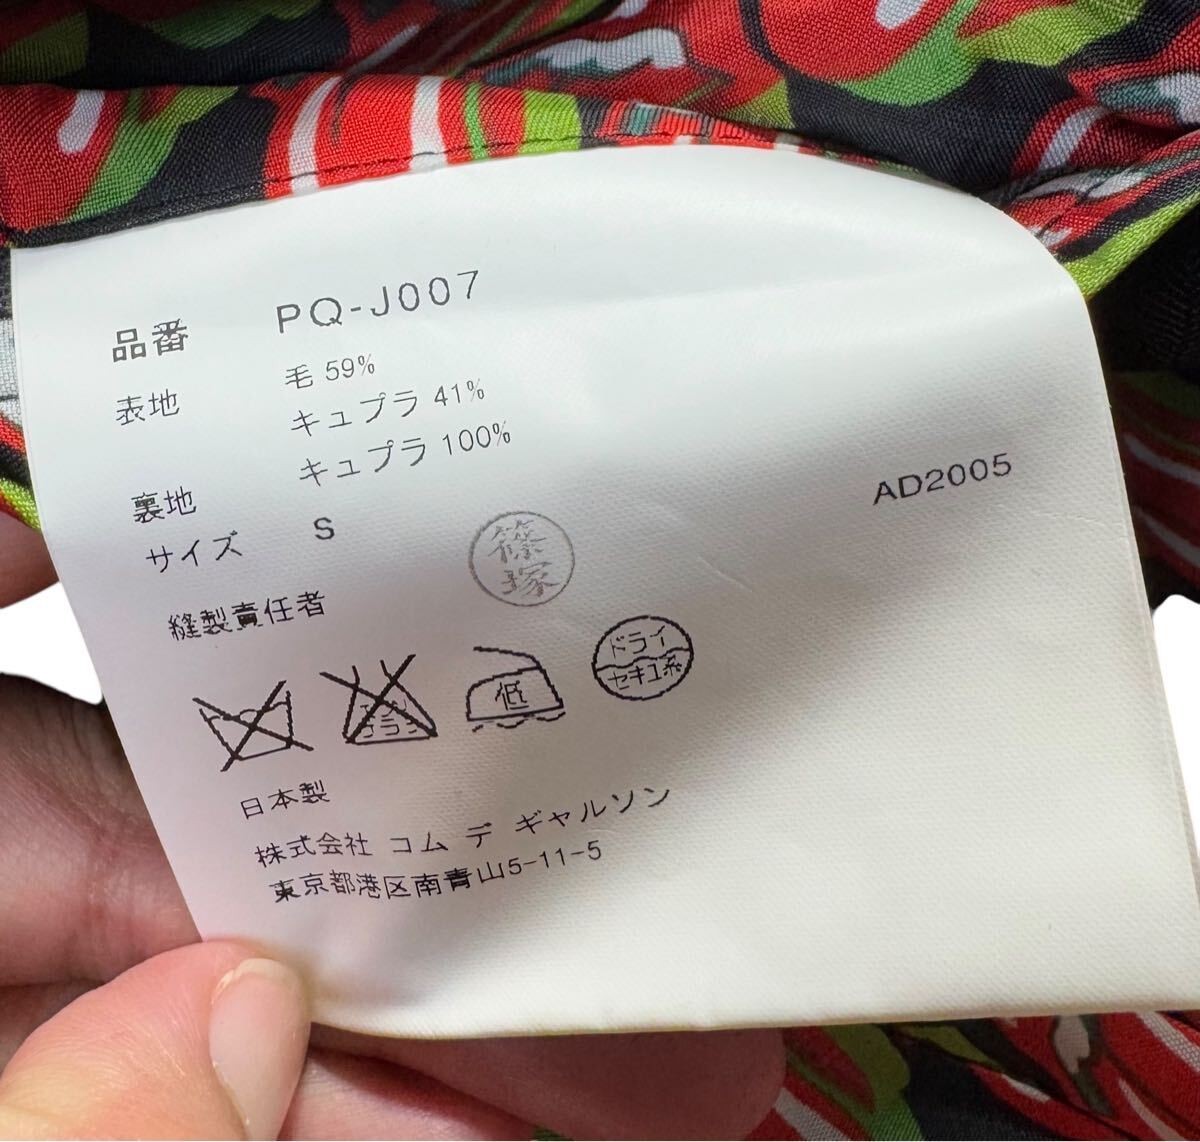 品番 PQ-J007
表地 毛 59%
キュプラ 41%
裏地 キュプラ 100%
サイズ S
AD2005
縫製責任者 篠塚
低
ドライ
セキユ系
日本製
株式会社 コム デ ギャルソン
東京都港区南青山5-11-5